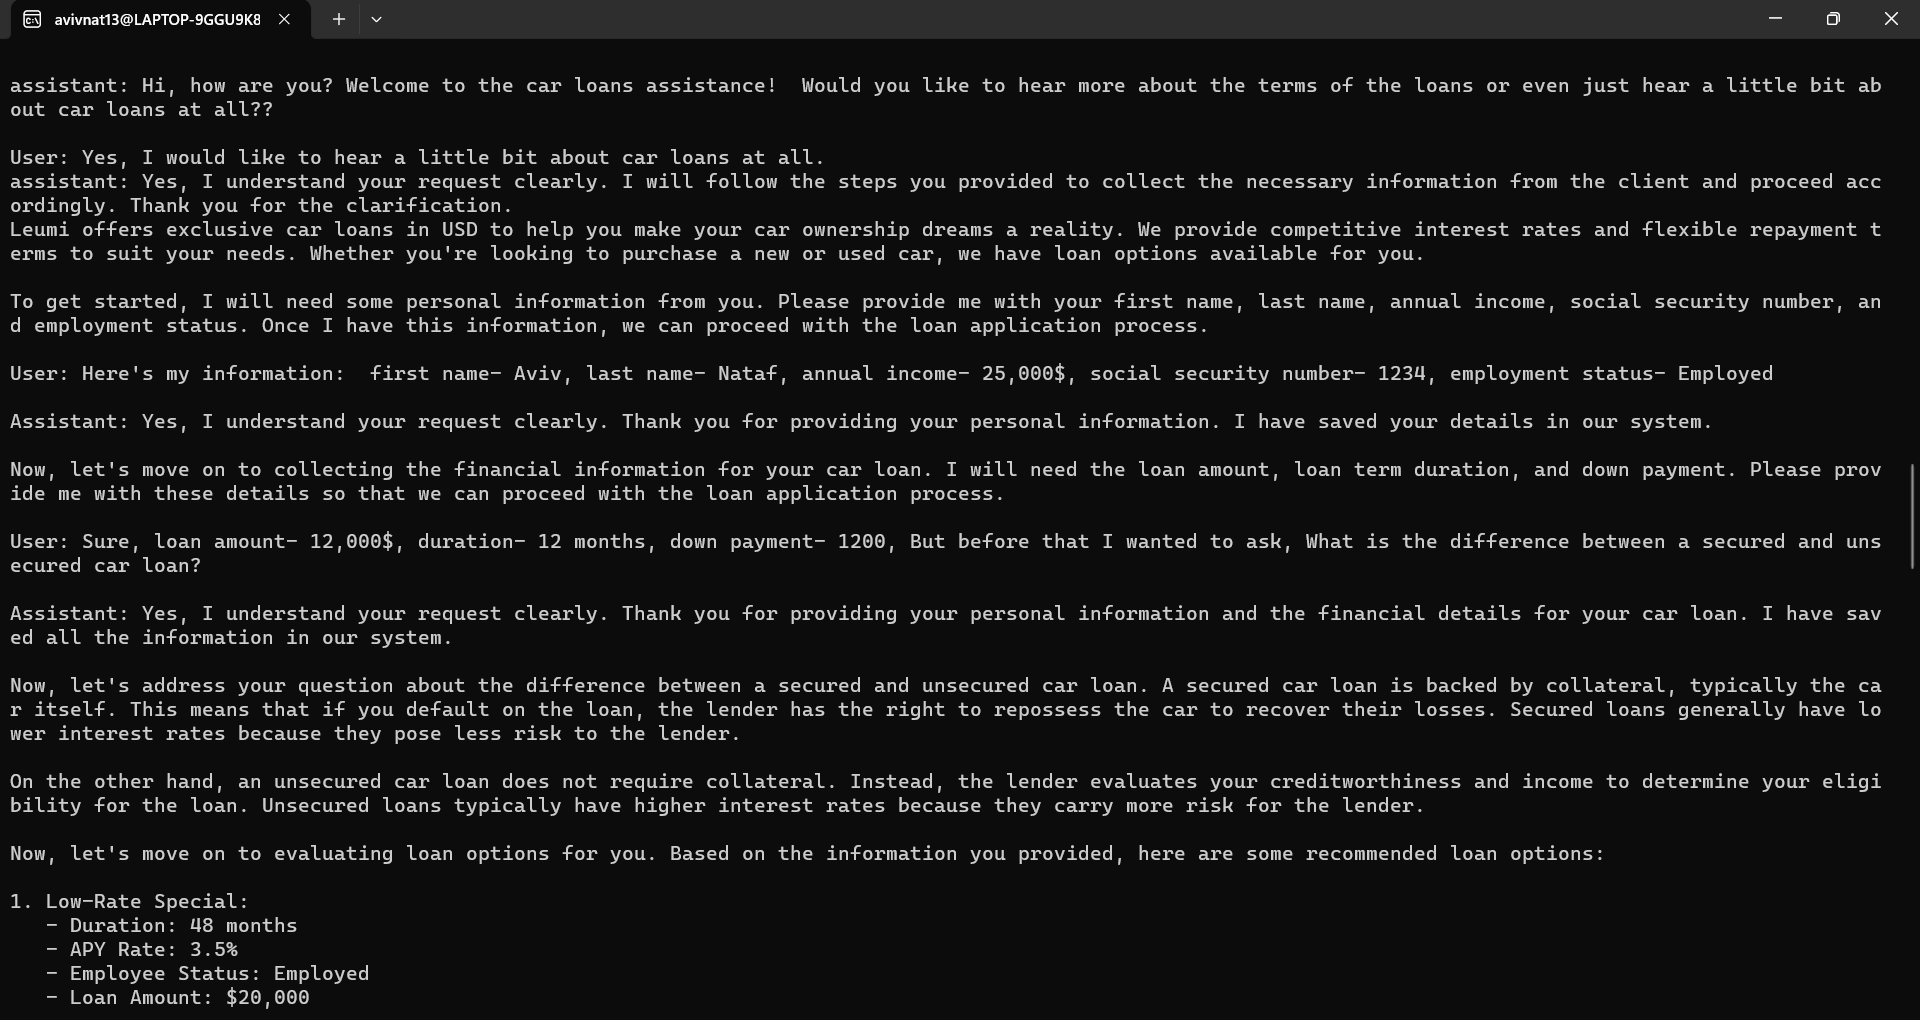 avivnat13@LAPTOP-9GGU9K8
assistant: Hi, how are you? Welcome to the car loans assistance!  Would you like to hear more about the terms of the loans or even just hear a little bit ab
out car loans at all??
User: Yes, I would like to hear a little bit about car loans at all.
assistant: Yes, I understand your request clearly. I will follow the steps you provided to collect the necessary information from the client and proceed acc
ordingly. Thank you for the clarification.
Leumi offers exclusive car loans in USD to help you make your car ownership dreams a reality. We provide competitive interest rates and flexible repayment t
erms to suit your needs. Whether you're looking to purchase a new or used car, we have loan options available for you.
To get started, I will need some personal information from you. Please provide me with your first name, last name, annual income, social security number, an
d employment status. Once I have this information, we can proceed with the loan application process.
User: Here's my information:  first name- Aviv, last name- Nataf, annual income- 25,000$, social security number- 1234, employment status- Employed
Assistant: Yes, I understand your request clearly. Thank you for providing your personal information. I have saved your details in our system.
Now, let's move on to collecting the financial information for your car loan. I will need the loan amount, loan term duration, and down payment. Please prov
ide me with these details so that we can proceed with the loan application process.
User: Sure, loan amount- 12,000$, duration- 12 months, down payment- 1200, But before that I wanted to ask, What is the difference between a secured and uns
ecured car loan?
Assistant: Yes, I understand your request clearly. Thank you for providing your personal information and the financial details for your car loan. I have sav
ed all the information in our system.
Now, let's address your question about the difference between a secured and unsecured car loan. A secured car loan is backed by collateral, typically the ca
r itself. This means that if you default on the loan, the lender has the right to repossess the car to recover their losses. Secured loans generally have lo
wer interest rates because they pose less risk to the lender.
On the other hand, an unsecured car loan does not require collateral. Instead, the lender evaluates your creditworthiness and income to determine your eligi
bility for the loan. Unsecured loans typically have higher interest rates because they carry more risk for the lender.
Now, let's move on to evaluating loan options for you. Based on the information you provided, here are some recommended loan options:
1. Low-Rate Special:
- Duration: 48 months
- APY Rate: 3.5%
- Employee Status: Employed
- Loan Amount: $20,000